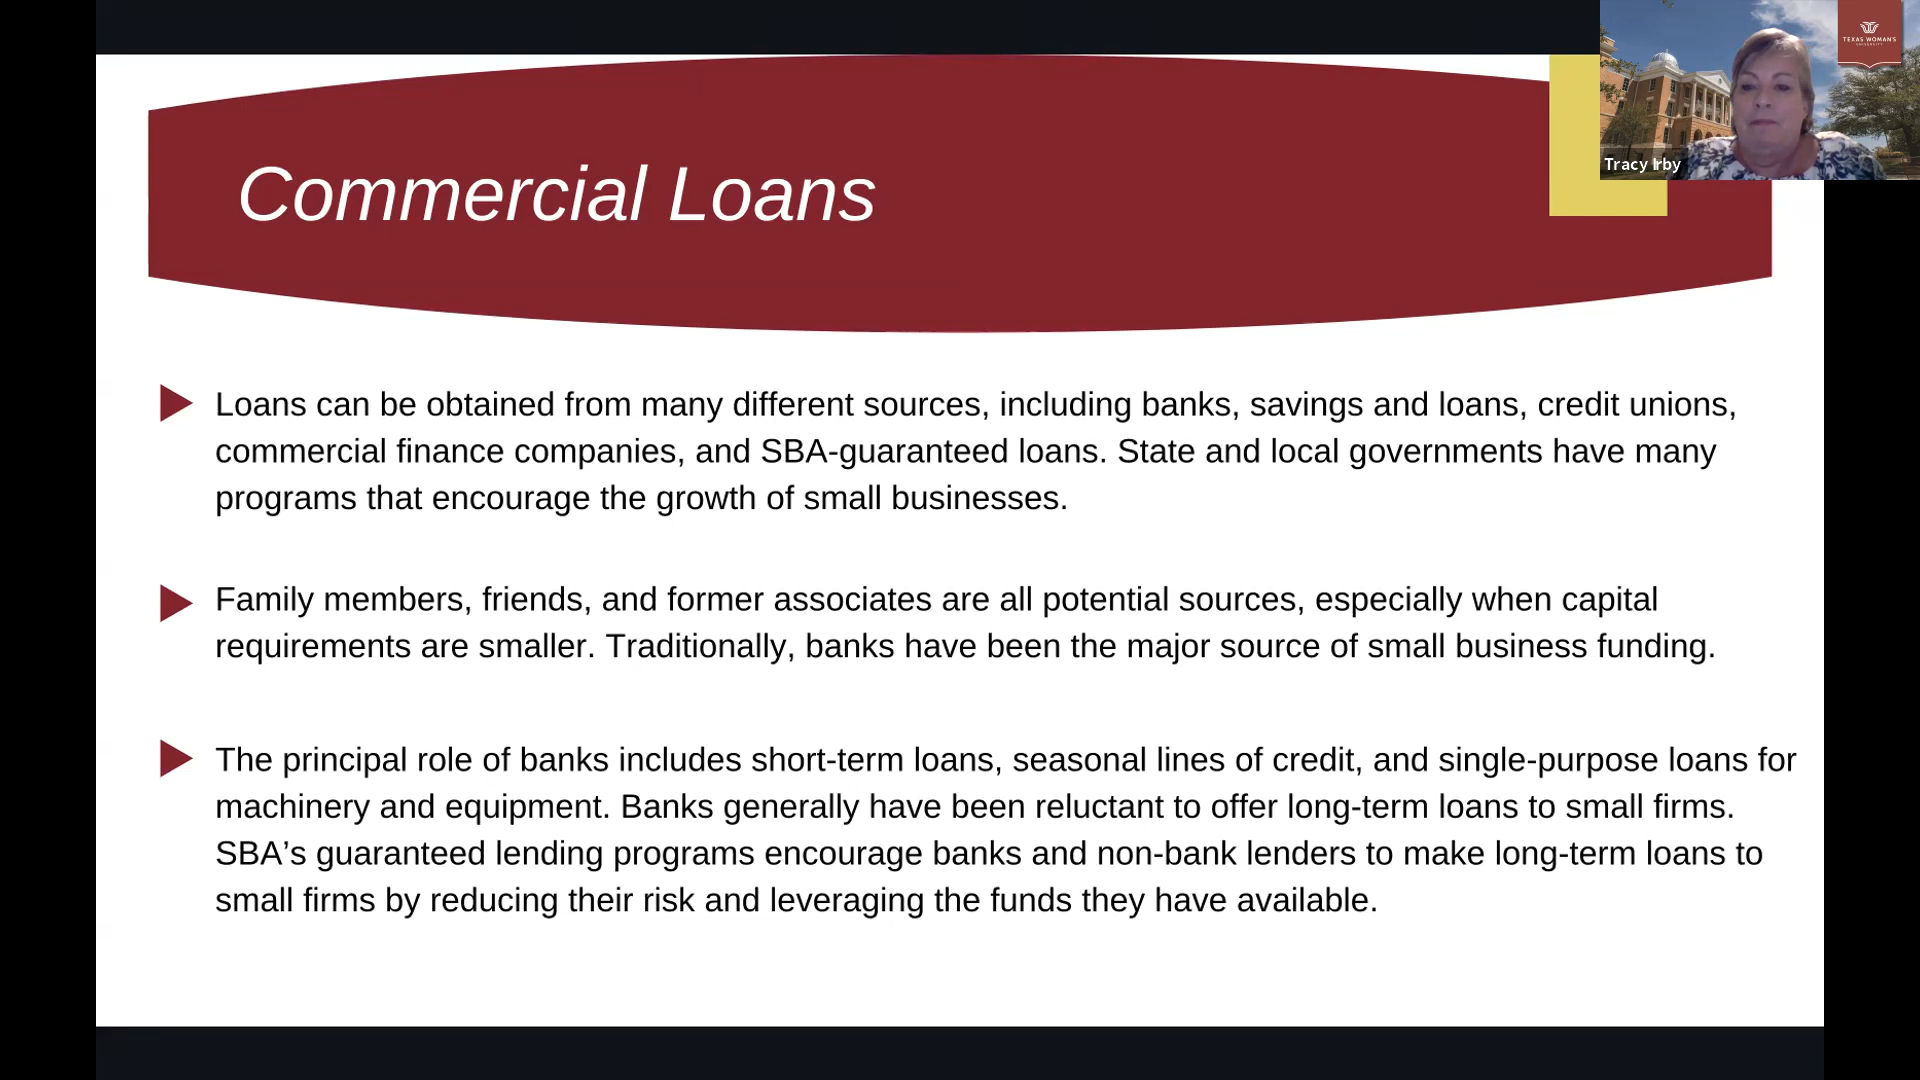 TEXAS WOMAN'S
UNIVERSITY
Tracy Irby
Commercial Loans
Loans can be obtained from many different sources, including banks, savings and loans, credit unions,
commercial finance companies, and SBA-guaranteed loans. State and local governments have many
programs that encourage the growth of small businesses.
Family members, friends, and former associates are all potential sources, especially when capital
requirements are smaller. Traditionally, banks have been the major source of small business funding.
The principal role of banks includes short-term loans, seasonal lines of credit, and single-purpose loans for
machinery and equipment. Banks generally have been reluctant to offer long-term loans to small firms.
SBA’s guaranteed lending programs encourage banks and non-bank lenders to make long-term loans to
small firms by reducing their risk and leveraging the funds they have available.